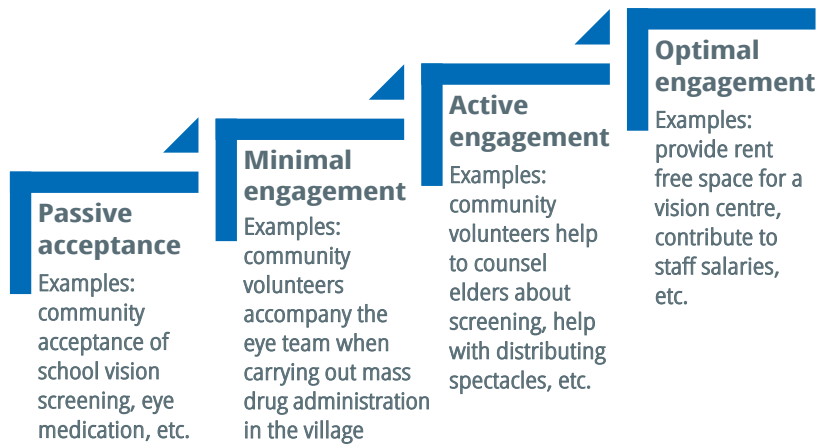 Passive
acceptance
Examples:
community
acceptance of
school vision
screening, eye
medication, etc.
Minimal
engagement
Examples:
community
volunteers
accompany the
eye team when
carrying out mass
drug administration
in the village
Active
engagement
Examples:
community
volunteers help
to counsel
elders about
screening, help
with distributing
spectacles, etc.
Optimal
engagement
Examples:
provide rent
free space for a
vision centre,
contribute to
staff salaries,
etc.